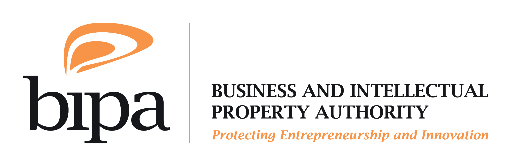 bipa
BUSINESS AND INTELLECTUAL
PROPERTY AUTHORITY
Protecting Entrepreneurship and Innovation